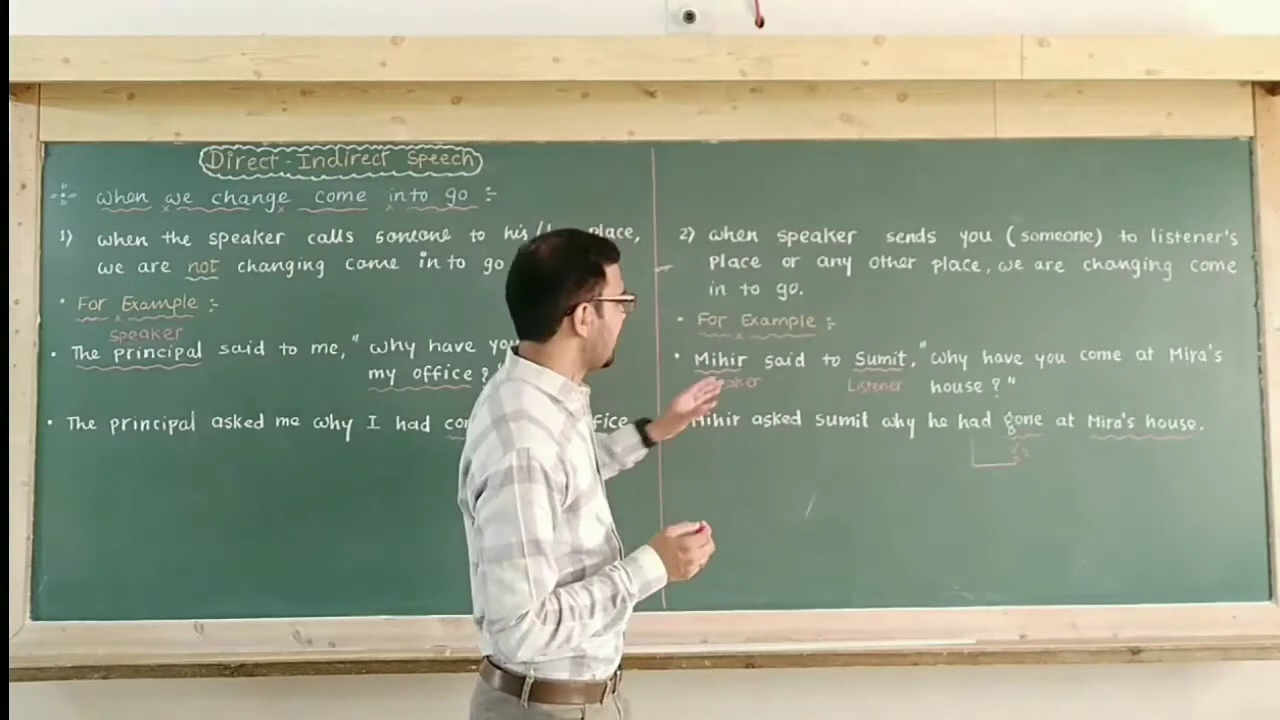 Direct-Indirect Speech
when we change come into go :-
1) when the speaker calls someone to his/ place,
we are not changing come in to go
• For Example :-
speaker
• The principal said to me, "why have you
my office?"
• The principal asked me why I had
2) when speaker sends you (someone) to listener's
place or any other place, we are changing come
in to go.
• For Example :-
• Mihir said to Sumit, "why have you come at Mira's
Listener house?"
Mihir asked sumit why he had gone at Mira's house.